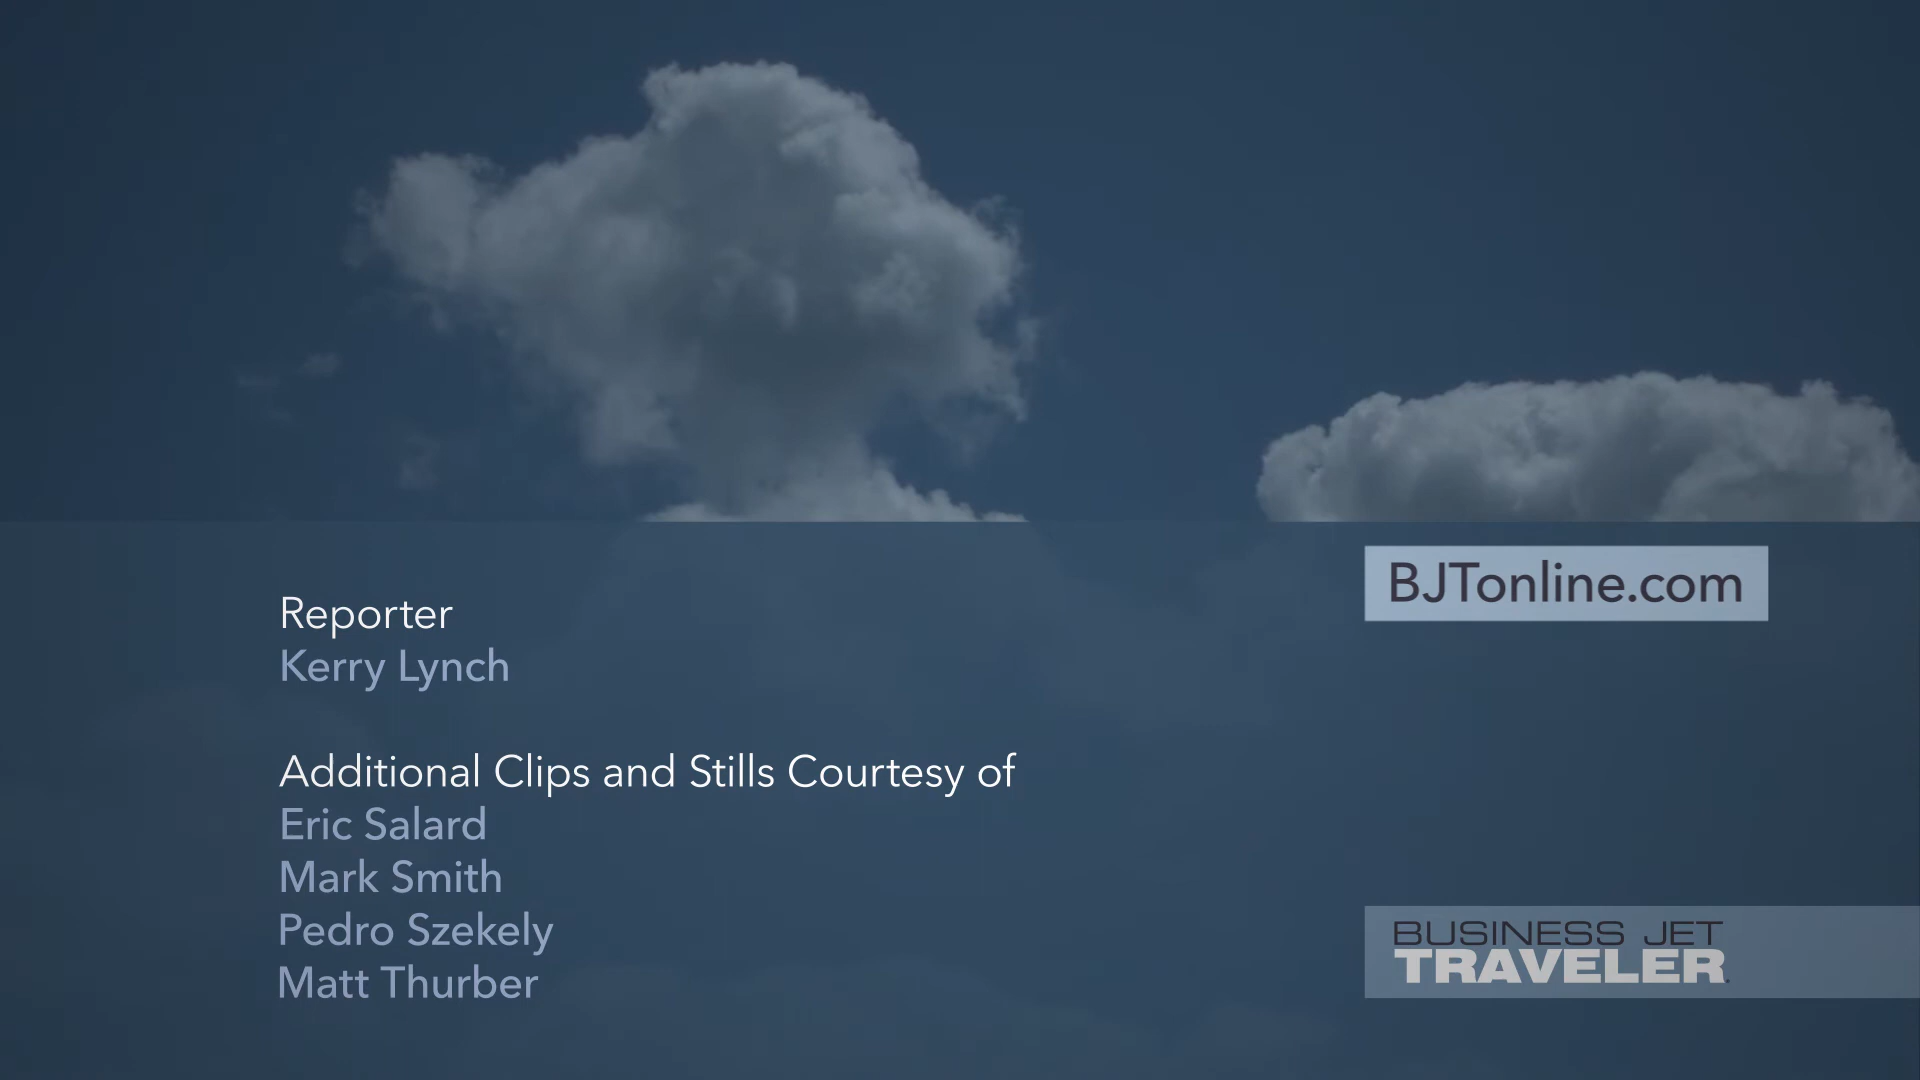 Reporter
Kerry Lynch
Additional Clips and Stills Courtesy of
Eric Salard
Mark Smith
Pedro Szekely
Matt Thurber
BJTonline.com
BUSINESS JET
TRAVELER